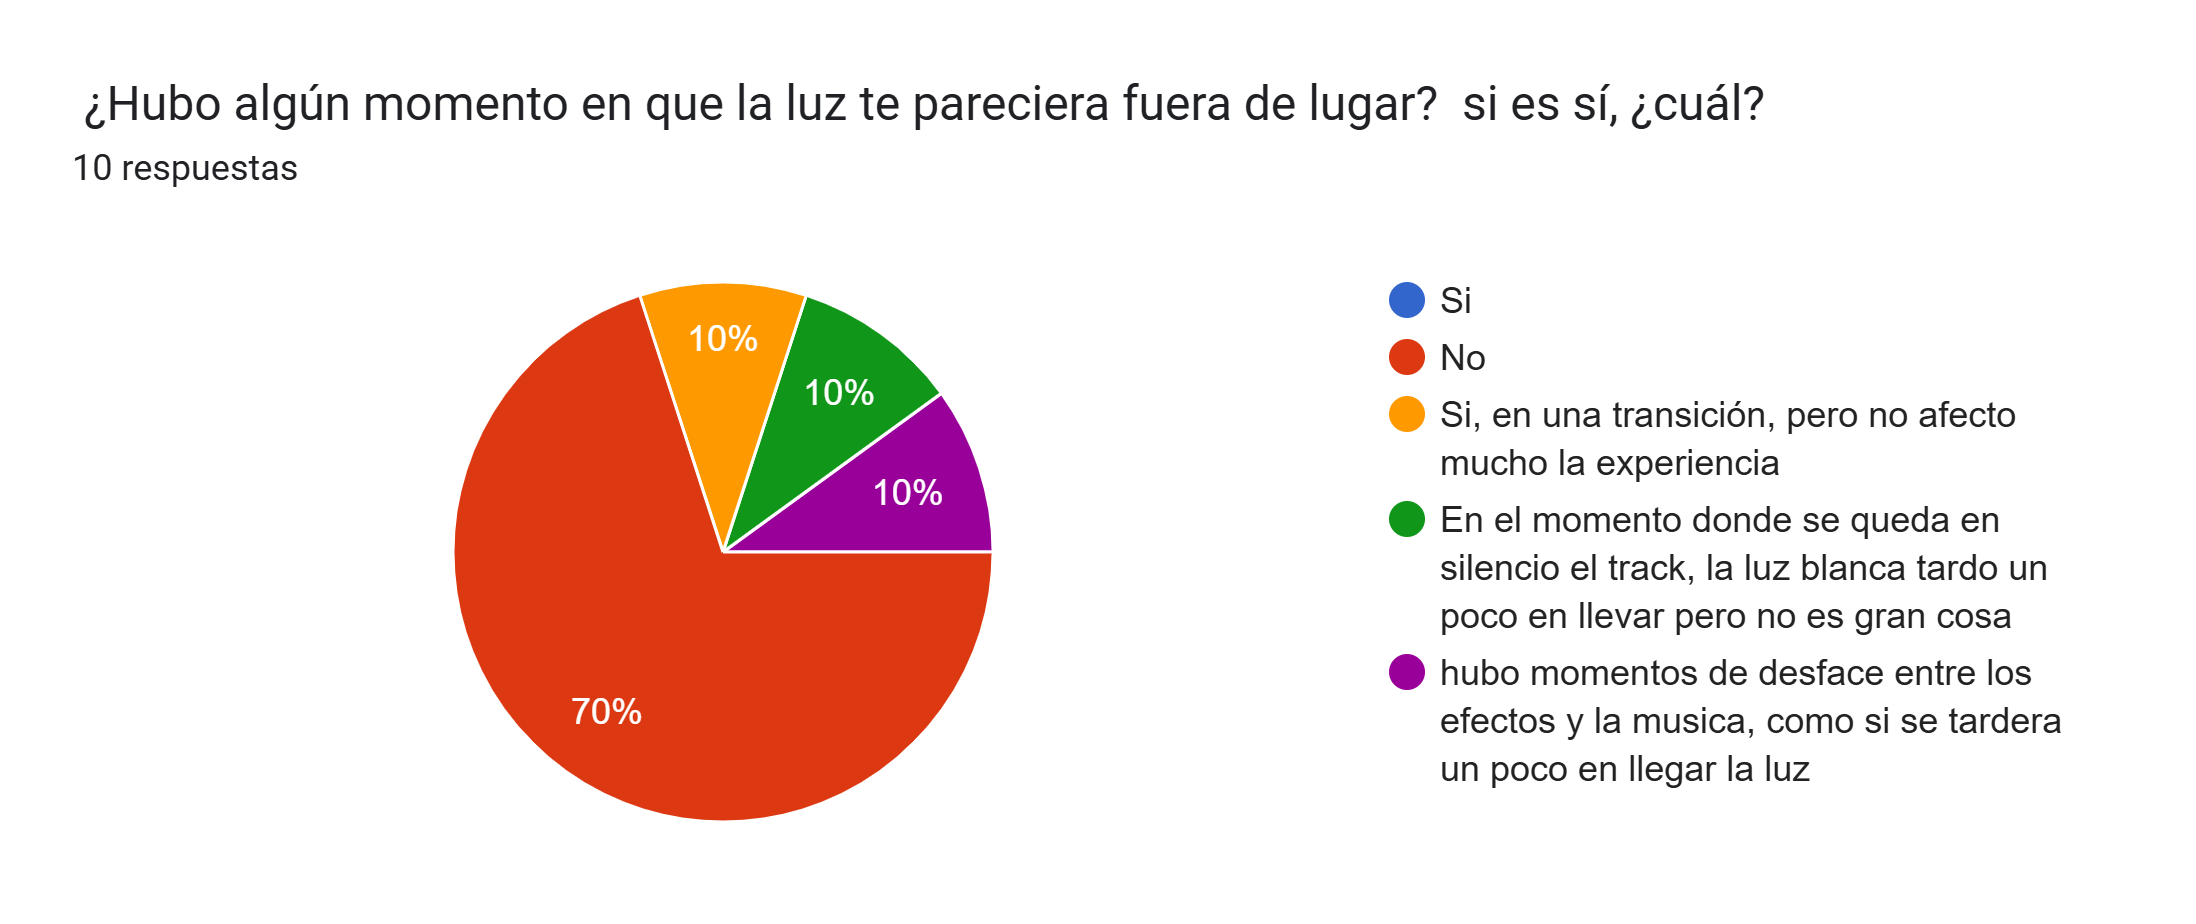 ¿Hubo algún momento en que la luz te pareciera fuera de lugar?  si es sí, ¿cuál?
10 respuestas
10%
10%
10%
70%
Si
No
Si, en una transición, pero no afecto
mucho la experiencia
En el momento donde se queda en
silencio el track, la luz blanca tardo un
poco en llevar pero no es gran cosa
hubo momentos de desface entre los
efectos y la musica, como si se tardera
un poco en llegar la luz